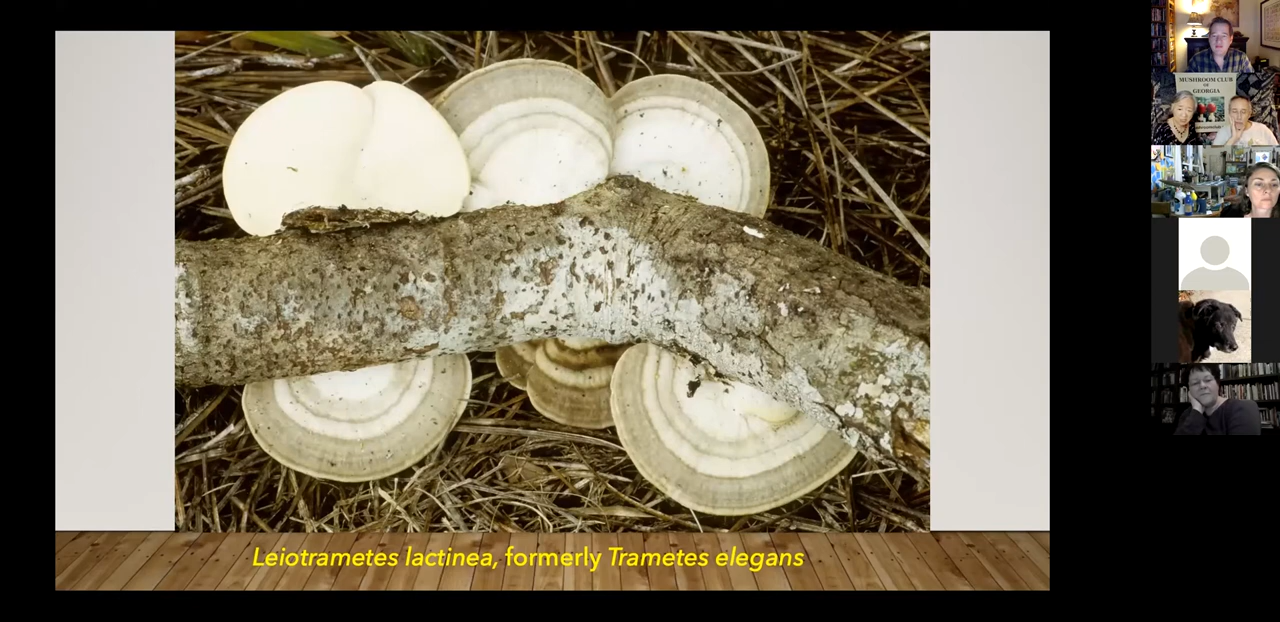 Leiotrametes lactinea, formerly Trametes elegans
MUSHROOM CLUB
OF
GEORGIA